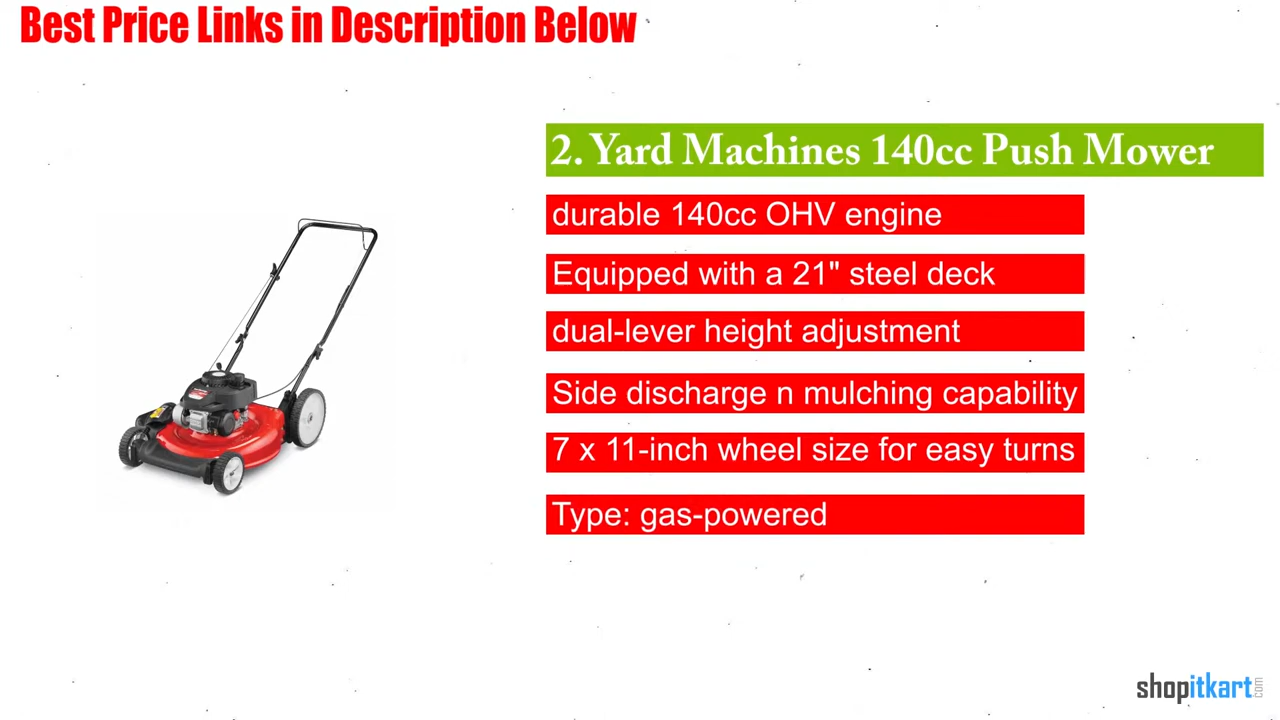 Best Price Links in Description Below
2. Yard Machines 140cc Push Mower
durable 140cc OHV engine
Equipped with a 21" steel deck
dual-lever height adjustment
Side discharge n mulching capability
7 x 11-inch wheel size for easy turns
Type: gas-powered
shopitkart.com